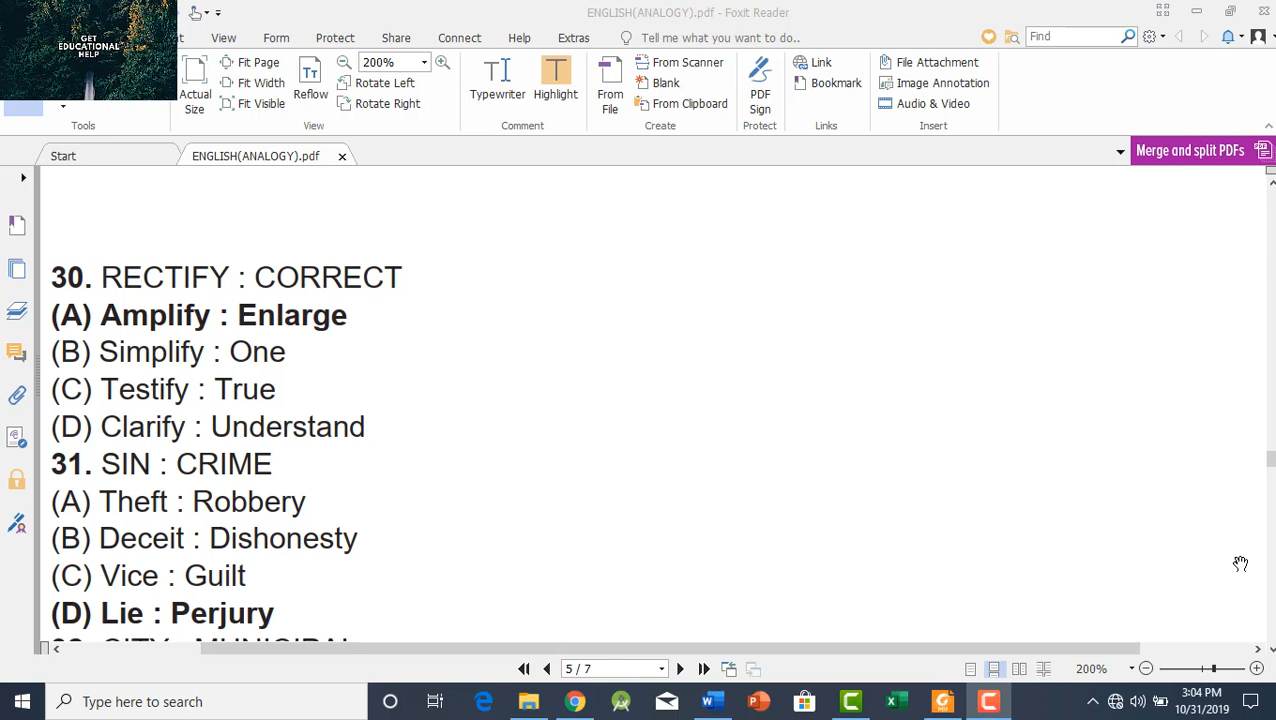 ENGLISH(ANALOGY).pdf - Foxit Reader
GET
EDUCATIONAL
HELP
View Form Protect Share Connect Help Extras Tell me what you want to do.. Find
Actual
Size
Fit Page
Fit Width
Fit Visible
Reflow
200%
Rotate Left
Rotate Right
Typewriter
Highlight
From
File
From Scanner
Blank
From Clipboard
PDF
Sign
Link
Bookmark
File Attachment
Image Annotation
Audio & Video
Tools View Comment Create Protect Links Insert
Start ENGLISH(ANALOGY).pdf Merge and split PDFs
30. RECTIFY : CORRECT
(A) Amplify : Enlarge
(B) Simplify : One
(C) Testify : True
(D) Clarify : Understand
31. SIN : CRIME
(A) Theft : Robbery
(B) Deceit : Dishonesty
(C) Vice : Guilt
(D) Lie : Perjury
5 / 7 200%
Type here to search
3:04 PM
10/31/2019